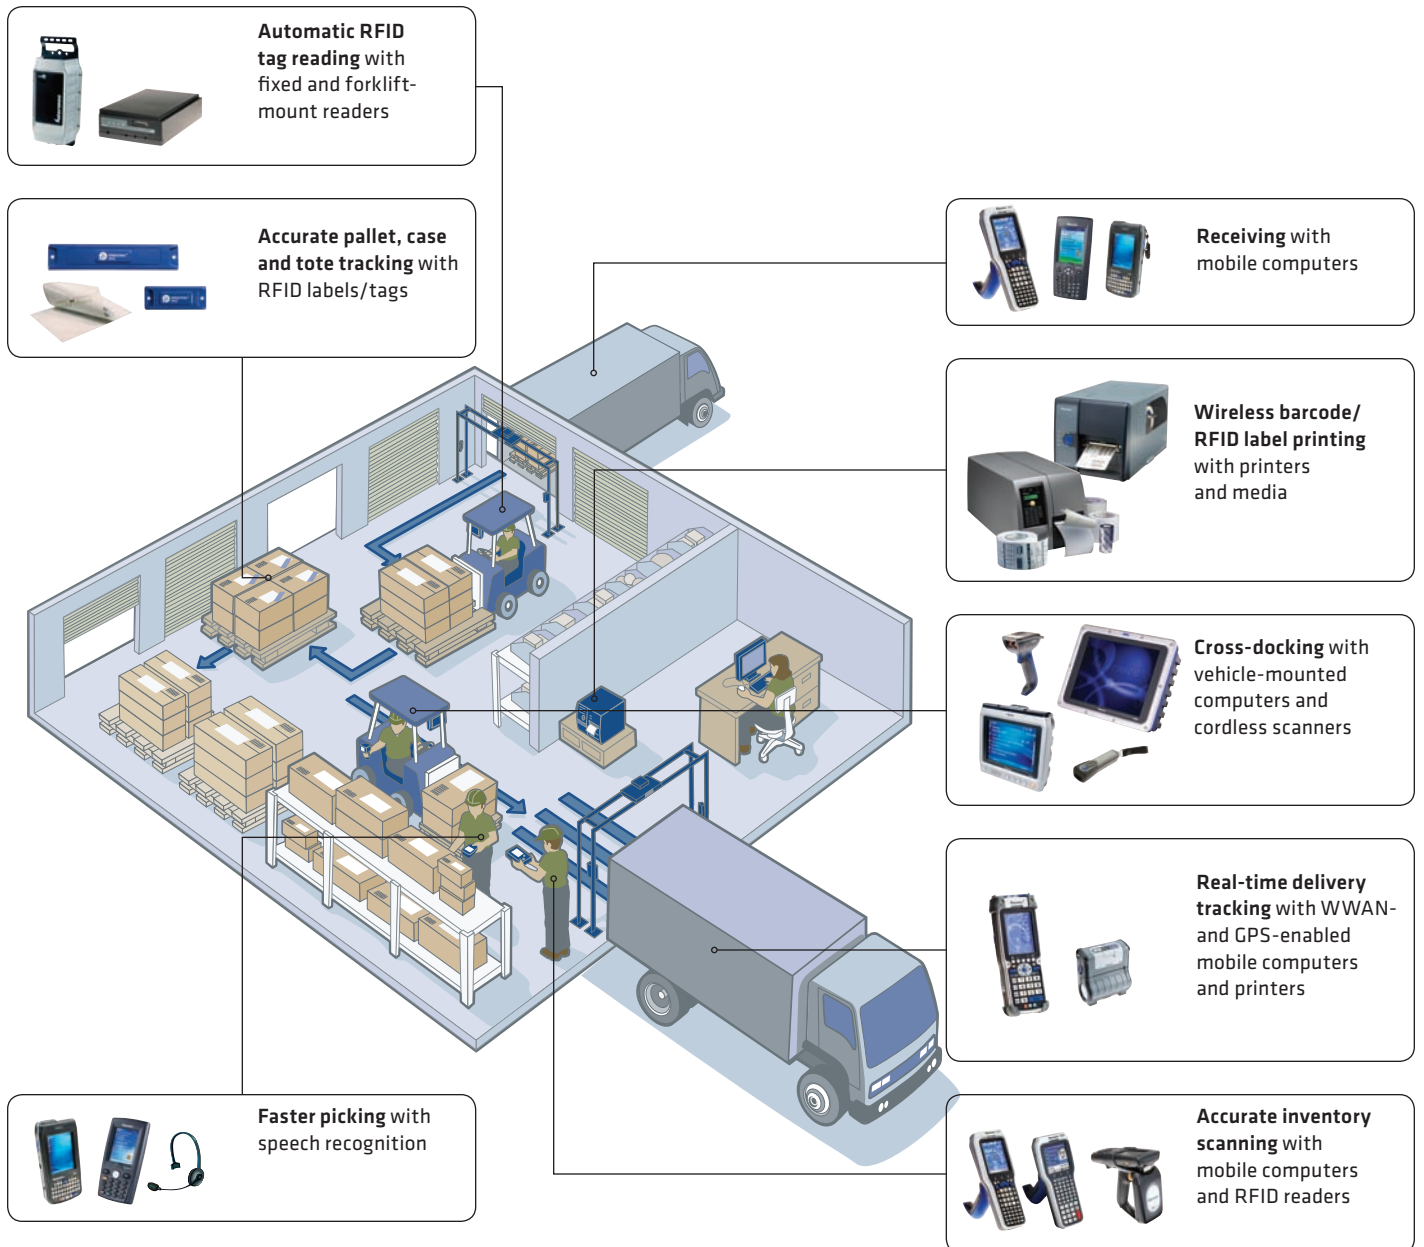 Automatic RFID
tag reading with
fixed and forklift-
mount readers
Accurate pallet, case
and tote tracking with
RFID labels/tags
Receiving with
mobile computers
Wireless barcode/
RFID label printing
with printers
and media
Cross-docking with
vehicle-mounted
computers and
cordless scanners
Real-time delivery
tracking with WWAN-
and GPS-enabled
mobile computers
and printers
Faster picking with
speech recognition
Accurate inventory
scanning with
mobile computers
and RFID readers